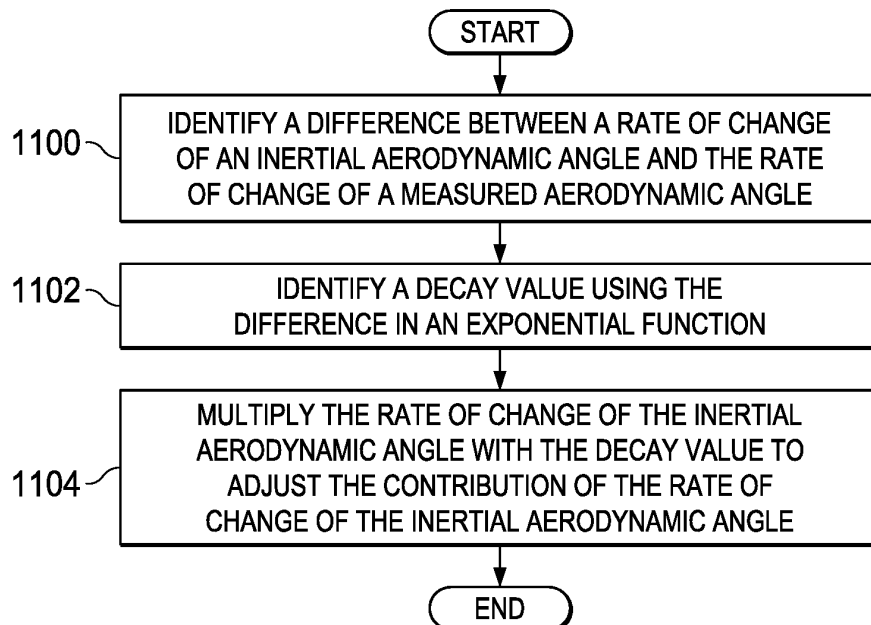 START
1100
IDENTIFY A DIFFERENCE BETWEEN A RATE OF CHANGE
OF AN INERTIAL AERODYNAMIC ANGLE AND THE RATE
OF CHANGE OF A MEASURED AERODYNAMIC ANGLE
1102
IDENTIFY A DECAY VALUE USING THE
DIFFERENCE IN AN EXPONENTIAL FUNCTION
1104
MULTIPLY THE RATE OF CHANGE OF THE INERTIAL
AERODYNAMIC ANGLE WITH THE DECAY VALUE TO
ADJUST THE CONTRIBUTION OF THE RATE OF
CHANGE OF THE INERTIAL AERODYNAMIC ANGLE
END